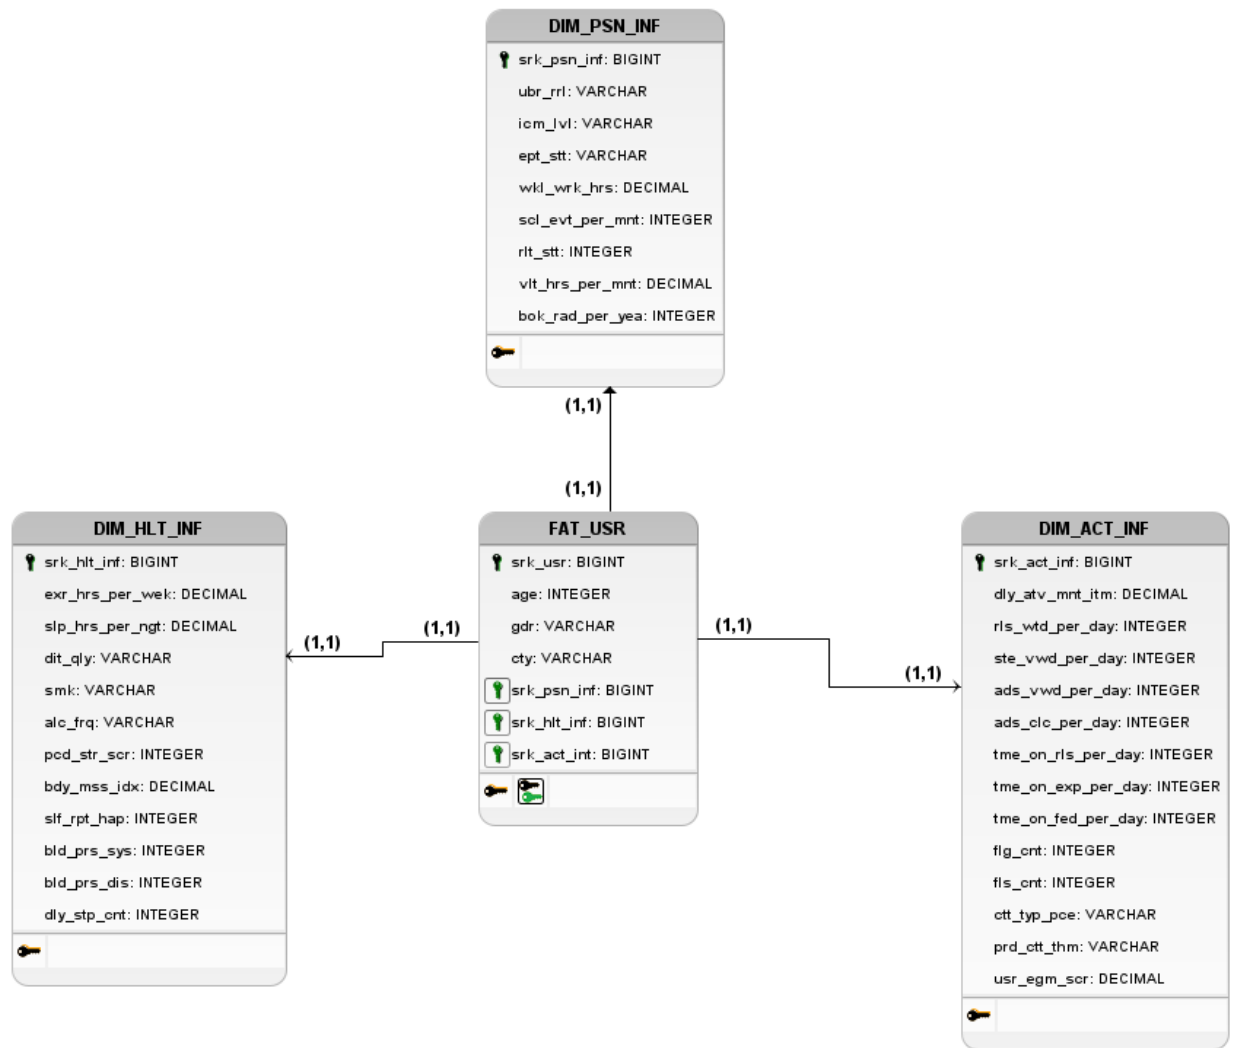 DIM_PSN_INF
srk_psn_inf: BIGINT
ubr_rrl: VARCHAR
icm_lvl: VARCHAR
ept_stt: VARCHAR
wkl_wrk_hrs: DECIMAL
scl_evt_per_mnt: INTEGER
rlt_stt: INTEGER
vlt_hrs_per_mnt: DECIMAL
bok_rad_per_yea: INTEGER
(1,1)
(1,1)
DIM_HLT_INF
srk_hlt_inf: BIGINT
exr_hrs_per_wek: DECIMAL
slp_hrs_per_ngt: DECIMAL
dit_qly: VARCHAR
smk: VARCHAR
alc_frq: VARCHAR
pcd_str_scr: INTEGER
bdy_mss_idx: DECIMAL
slf_rpt_hap: INTEGER
bld_prs_sys: INTEGER
bld_prs_dis: INTEGER
dly_stp_cnt: INTEGER
(1,1)
(1,1)
FAT_USR
srk_usr: BIGINT
age: INTEGER
gdr: VARCHAR
cty: VARCHAR
srk_psn_inf: BIGINT
srk_hlt_inf: BIGINT
srk_act_int: BIGINT
(1,1)
(1,1)
DIM_ACT_INF
srk_act_inf: BIGINT
dly_atv_mnt_itm: DECIMAL
rls_wtd_per_day: INTEGER
ste_vwd_per_day: INTEGER
ads_vwd_per_day: INTEGER
ads_clc_per_day: INTEGER
tme_on_rls_per_day: INTEGER
tme_on_exp_per_day: INTEGER
tme_on_fed_per_day: INTEGER
flg_cnt: INTEGER
fls_cnt: INTEGER
ctt_typ_pce: VARCHAR
prd_ctt_thm: VARCHAR
usr_egm_scr: DECIMAL